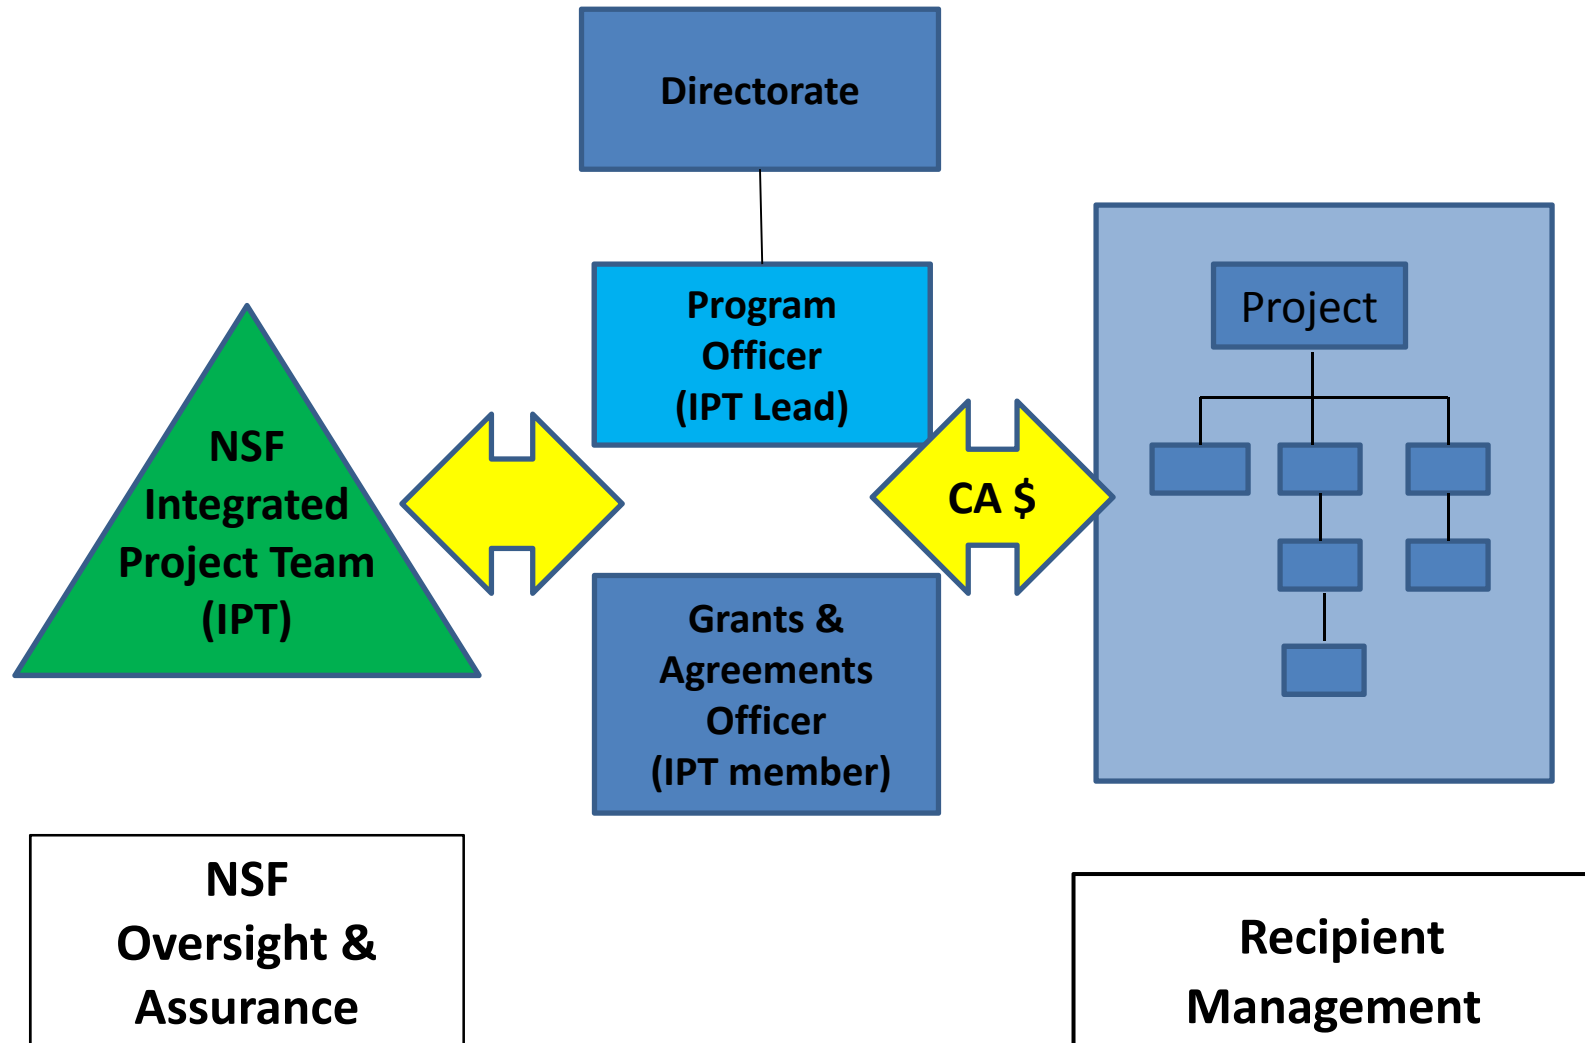 Directorate
Program
Officer
(IPT Lead)
Project
NSF
Integrated
Project Team
(IPT)
CA $
Grants &
Agreements
Officer
(IPT member)
NSF
Oversight &
Assurance
Recipient
Management